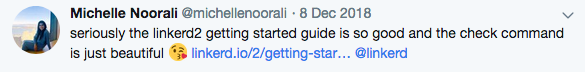 Michelle Noorali @michellenoorali · 8 Dec 2018
seriously the linkerd2 getting started guide is so good and the check command
is just beautiful 😘 linkerd.io/2/getting-star... @linkerd